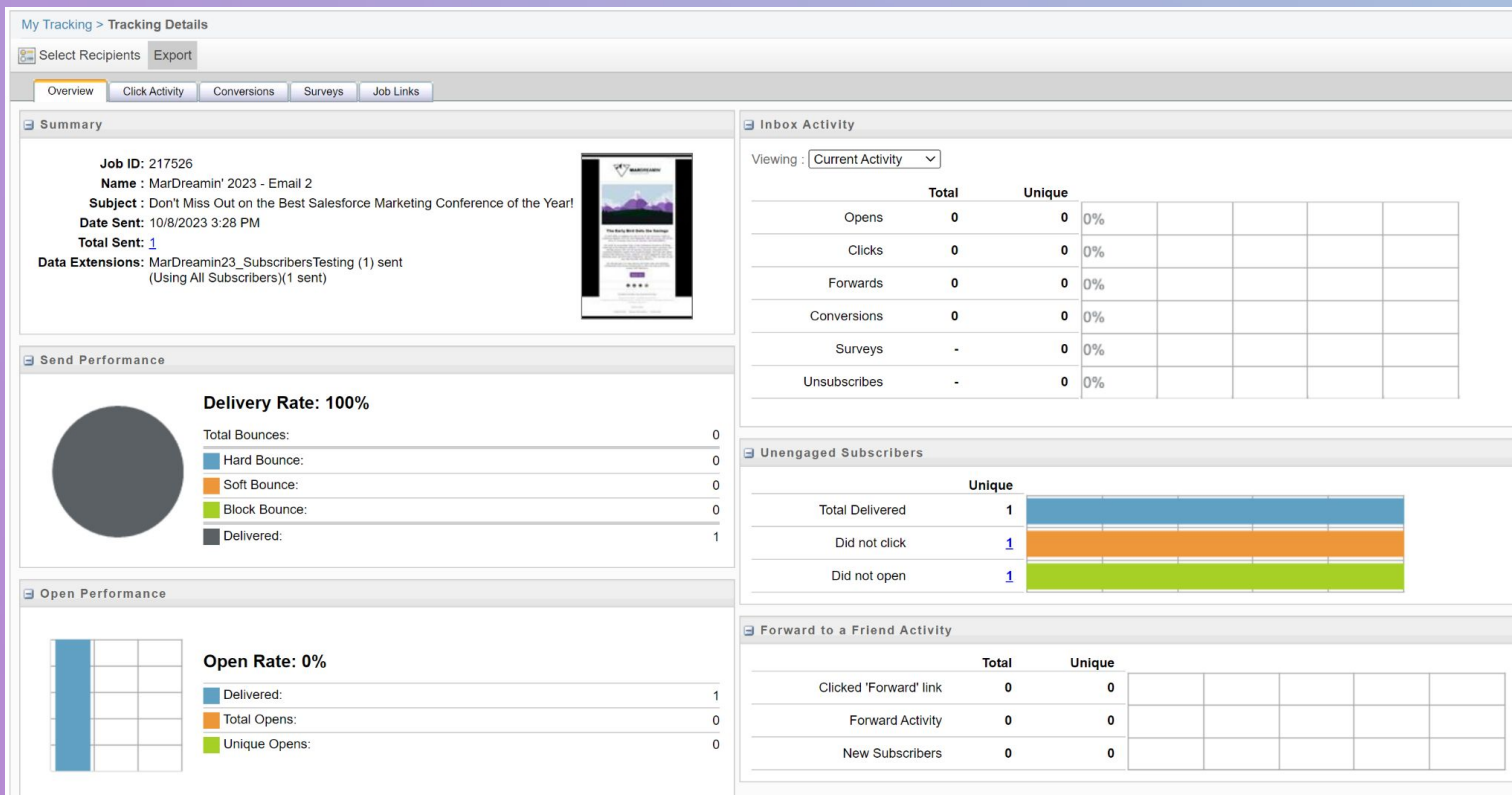 My Tracking > Tracking Details
Select Recipients Export
Overview Click Activity Conversions Surveys Job Links
Summary
Job ID: 217526
Name : MarDreamin' 2023 - Email 2
Subject : Don't Miss Out on the Best Salesforce Marketing Conference of the Year!
Date Sent: 10/8/2023 3:28 PM
Total Sent: 1
Data Extensions: MarDreamin23_SubscribersTesting (1) sent
(Using All Subscribers)(1 sent)
MARDREAMIN
The Early Bird Gets the Savings
Send Performance
Delivery Rate: 100%
Total Bounces: 0
Hard Bounce: 0
Soft Bounce: 0
Block Bounce: 0
Delivered: 1
Open Performance
Open Rate: 0%
Delivered: 1
Total Opens: 0
Unique Opens: 0
Inbox Activity
Viewing : Current Activity
Total Unique
Opens 0 0 0%
Clicks 0 0 0%
Forwards 0 0 0%
Conversions 0 0 0%
Surveys - 0 0%
Unsubscribes - 0 0%
Unengaged Subscribers
Unique
Total Delivered 1
Did not click 1
Did not open 1
Forward to a Friend Activity
Total Unique
Clicked 'Forward' link 0 0
Forward Activity 0 0
New Subscribers 0 0